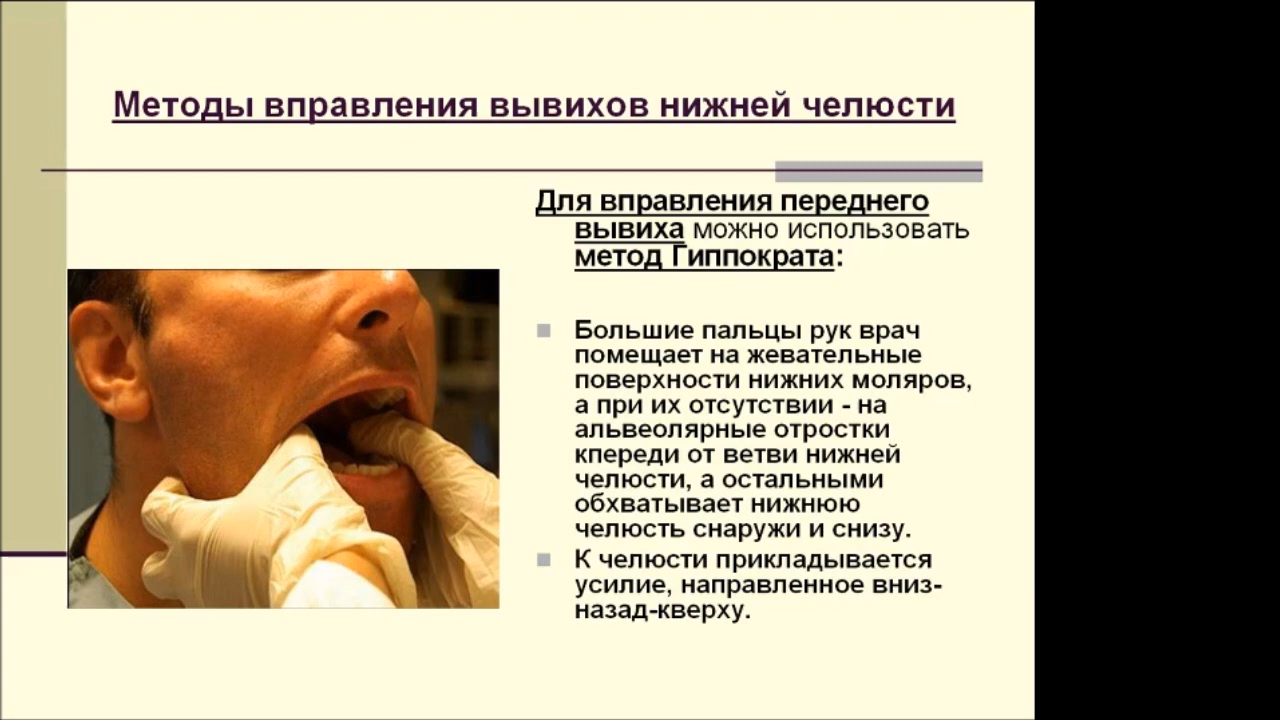 Методы вправления вывихов нижней челюсти
Для вправления переднего
вывиха можно использовать
метод Гиппократа:
Большие пальцы рук врач
помещает на жевательные
поверхности нижних моляров,
а при их отсутствии - на
альвеолярные отростки
кпереди от ветви нижней
челюсти, а остальными
обхватывает нижнюю
челюсть снаружи и снизу.
К челюсти прикладывается
усилие, направленное вниз-
назад-кверху.